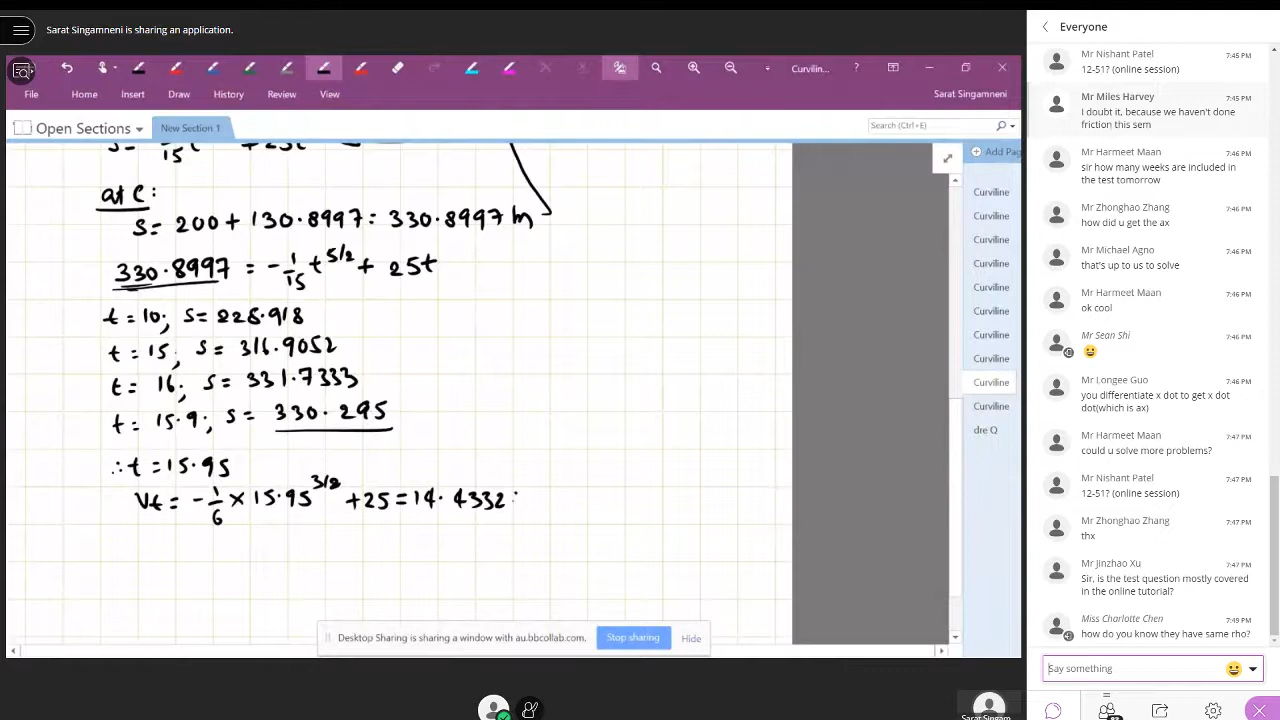 Sarat Singamneni is sharing an application.
Everyone
Curvilin...
File
Home
Insert
Draw
History
Review
View
Sarat Singamneni
Open Sections
New Section 1
Search (Ctrl+E)
Add Pag
at C:
S = 200 + 130.8997 = 330.8997 m
330.8997 = -1/15 t^5/2 + 25t
t = 10; S = 228.918
t = 15; S = 316.9052
t = 16; S = 331.7333
t = 15.9; S = 330.295
∴ t = 15.95
Vt = -1/6 × 15.95^3/2 + 25 = 14.4332
Curviline
Curviline
Curviline
Curviline
Curviline
Curviline
Curviline
Curviline
Curviline
Curviline
dre Q
Desktop Sharing is sharing a window with au.bbcollab.com.
Stop sharing
Hide
Mr Nishant Patel 7:45 PM
12-51? (online session)
Mr Miles Harvey 7:45 PM
I doubt it, because we haven't done
friction this sem
Mr Harmeet Maan 7:46 PM
sir how many weeks are included in
the test tomorrow
Mr Zhonghao Zhang 7:46 PM
how did u get the ax
Mr Michael Agno 7:46 PM
that's up to us to solve
Mr Harmeet Maan 7:46 PM
ok cool
Mr Sean Shi 7:46 PM
Mr Longee Guo 7:46 PM
you differentiate x dot to get x dot
dot(which is ax)
Mr Harmeet Maan 7:47 PM
could u solve more problems?
Mr Nishant Patel 7:47 PM
12-51? (online session)
Mr Zhonghao Zhang 7:47 PM
thx
Mr Jinzhao Xu 7:47 PM
Sir, is the test question mostly covered
in the online tutorial?
Miss Charlotte Chen 7:49 PM
how do you know they have same rho?
Say something